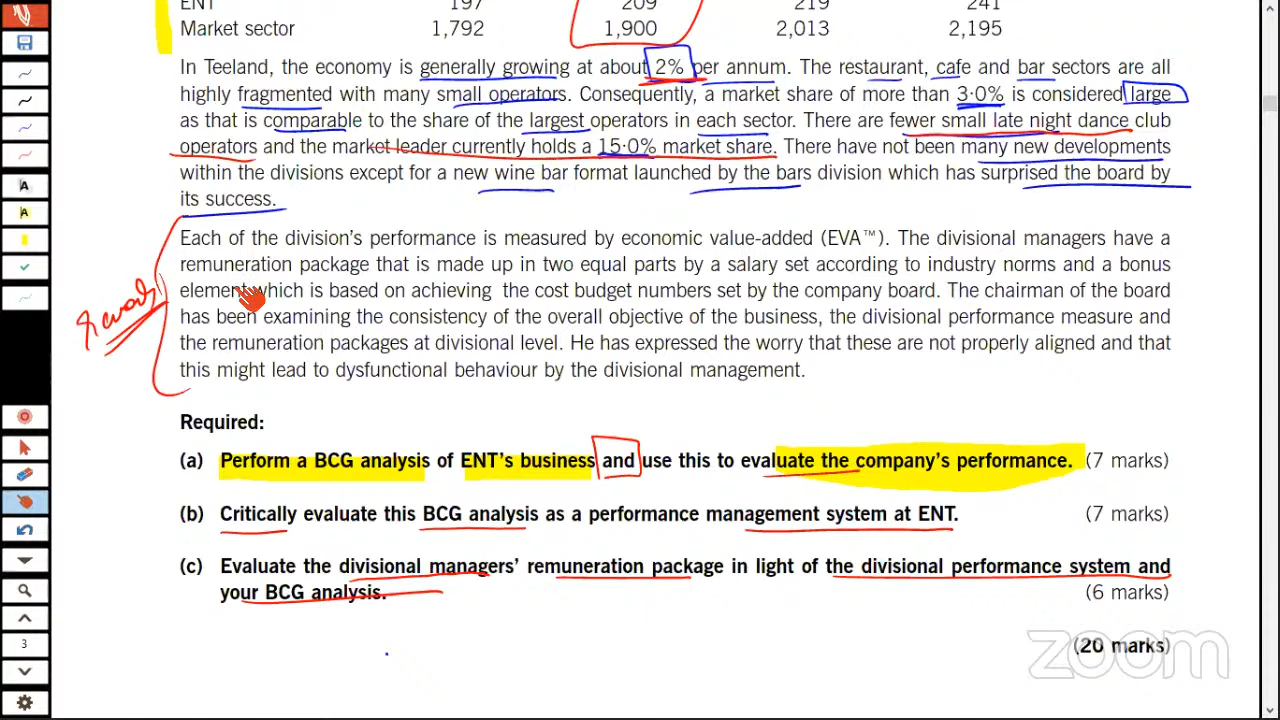 ENT 197 209 219 241
Market sector 1,792 1,900 2,013 2,195
In Teeland, the economy is generally growing at about 2% per annum. The restaurant, cafe and bar sectors are all
highly fragmented with many small operators. Consequently, a market share of more than 3·0% is considered large
as that is comparable to the share of the largest operators in each sector. There are fewer small late night dance club
operators and the market leader currently holds a 15·0% market share. There have not been many new developments
within the divisions except for a new wine bar format launched by the bars division which has surprised the board by
its success.
Each of the division's performance is measured by economic value-added (EVA™). The divisional managers have a
remuneration package that is made up in two equal parts by a salary set according to industry norms and a bonus
element which is based on achieving the cost budget numbers set by the company board. The chairman of the board
has been examining the consistency of the overall objective of the business, the divisional performance measure and
the remuneration packages at divisional level. He has expressed the worry that these are not properly aligned and that
this might lead to dysfunctional behaviour by the divisional management.
Required:
(a) Perform a BCG analysis of ENT's business and use this to evaluate the company's performance. (7 marks)
(b) Critically evaluate this BCG analysis as a performance management system at ENT. (7 marks)
(c) Evaluate the divisional managers' remuneration package in light of the divisional performance system and
your BCG analysis. (6 marks)
(20 marks)
zoom
A
A
3